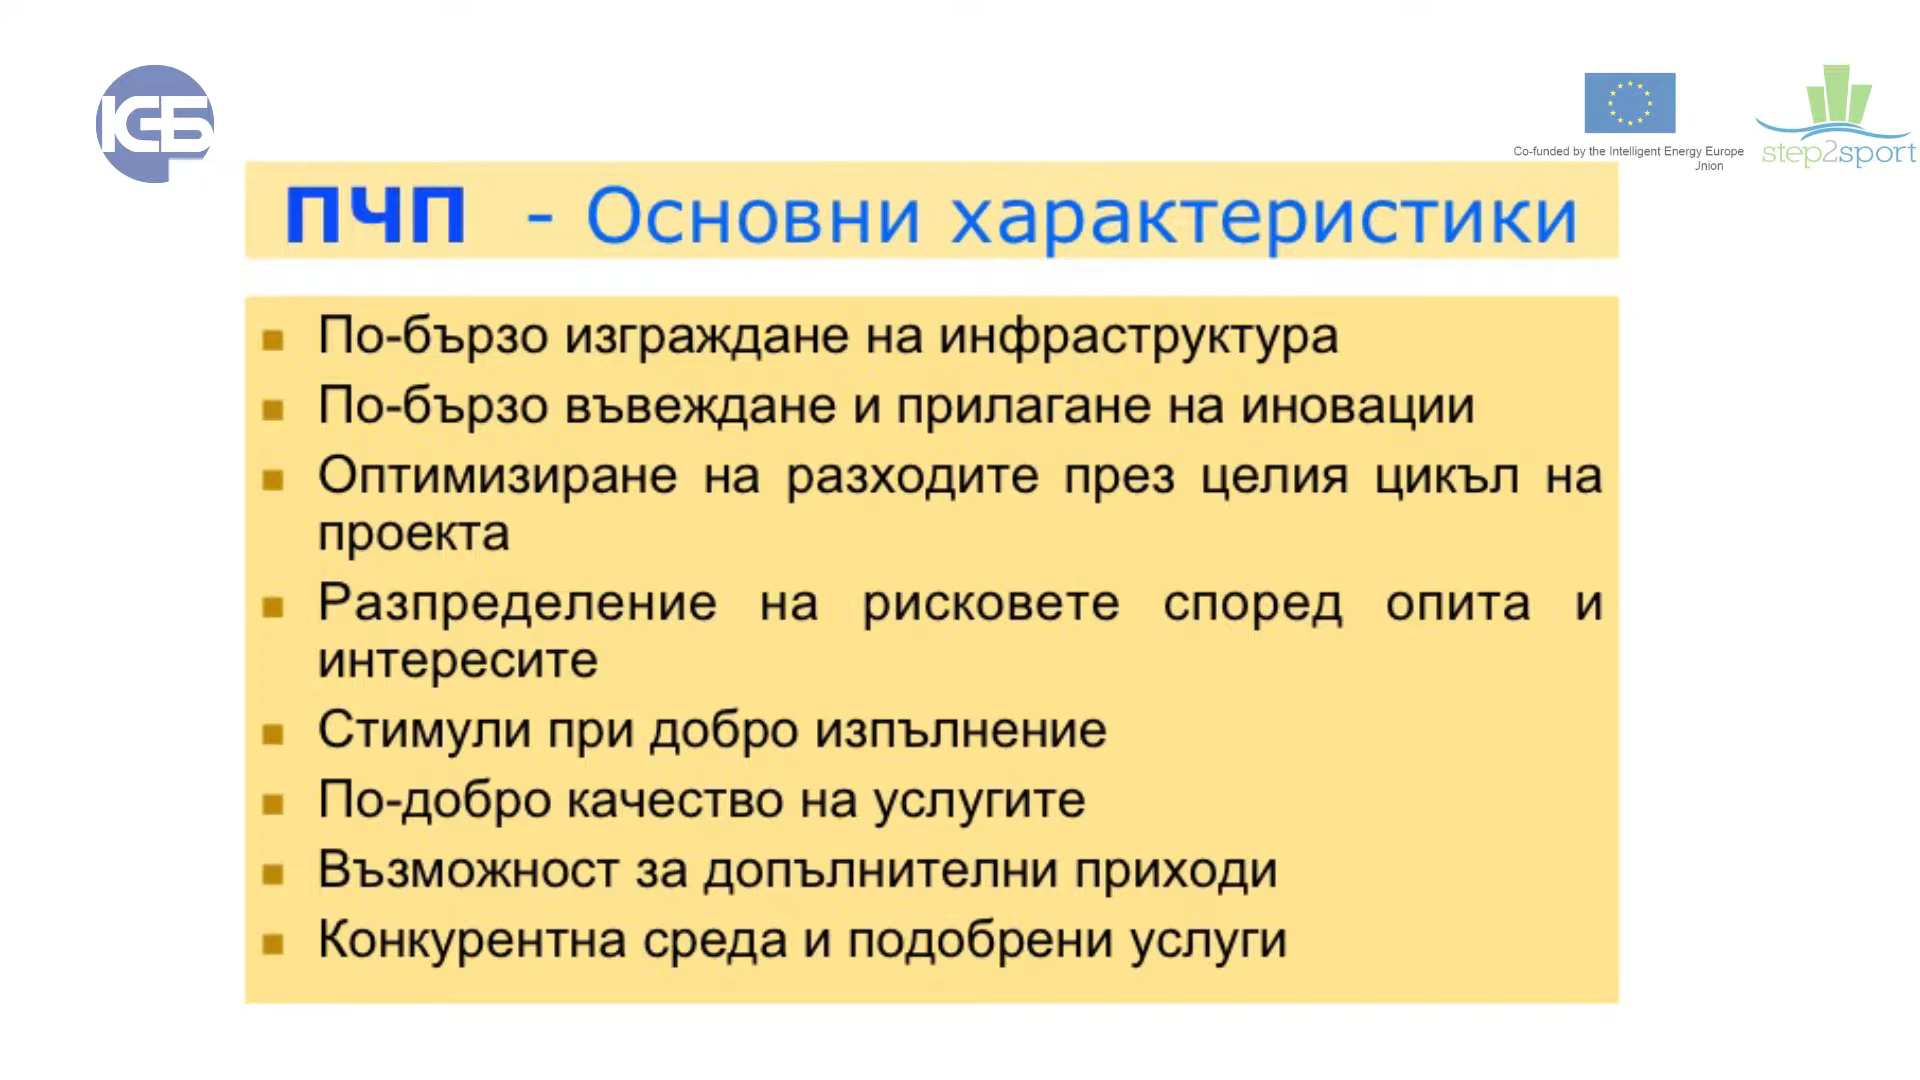 КСБ
Co-funded by the Intelligent Energy Europe
Union
step2sport
ПЧП - Основни характеристики
По-бързо изграждане на инфраструктура
По-бързо въвеждане и прилагане на иновации
Оптимизиране на разходите през целия цикъл на
проекта
Разпределение на рисковете според опита и
интересите
Стимули при добро изпълнение
По-добро качество на услугите
Възможност за допълнителни приходи
Конкурентна среда и подобрени услуги